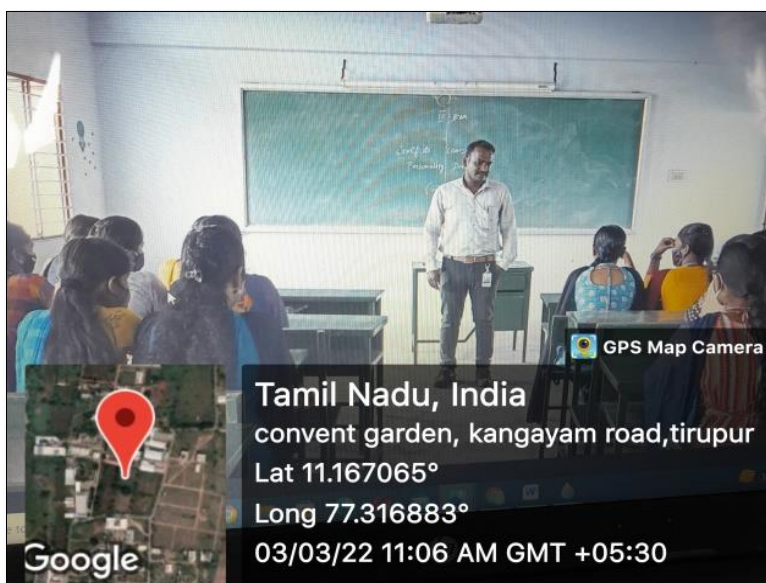 GPS Map Camera
Tamil Nadu, India
convent garden, kangayam road,tirupur
Lat 11.167065°
Long 77.316883°
03/03/22 11:06 AM GMT +05:30
Google